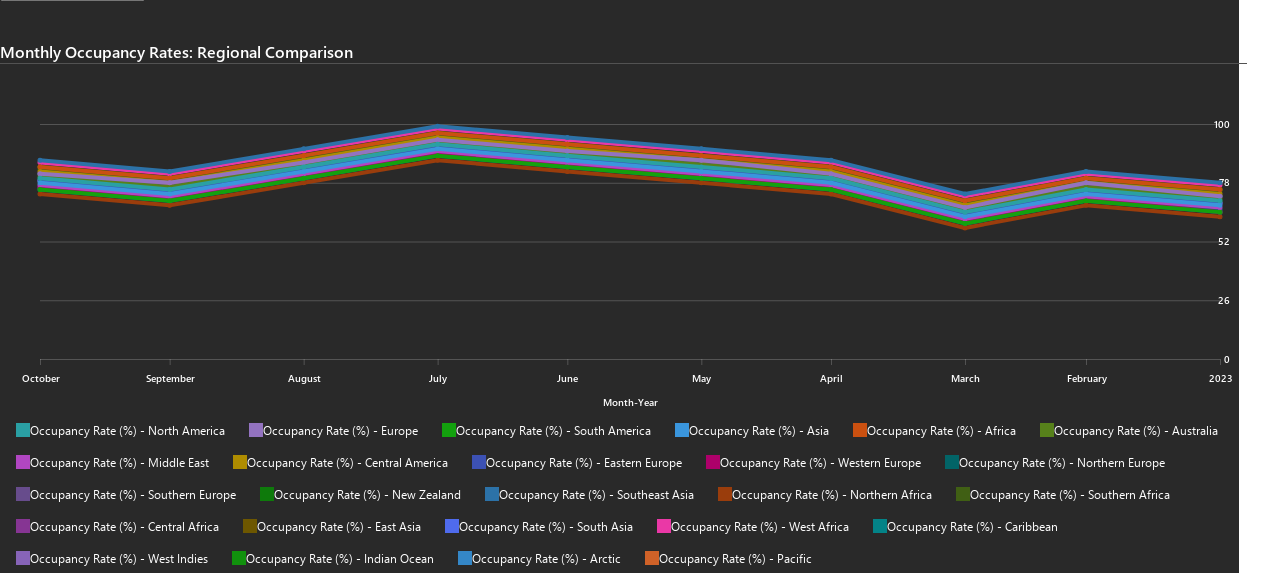 Monthly Occupancy Rates: Regional Comparison
100
78
52
26
0
October September August July June May April March February 2023
Month-Year
Occupancy Rate (%) - North America Occupancy Rate (%) - Europe Occupancy Rate (%) - South America Occupancy Rate (%) - Asia Occupancy Rate (%) - Africa Occupancy Rate (%) - Australia
Occupancy Rate (%) - Middle East Occupancy Rate (%) - Central America Occupancy Rate (%) - Eastern Europe Occupancy Rate (%) - Western Europe Occupancy Rate (%) - Northern Europe
Occupancy Rate (%) - Southern Europe Occupancy Rate (%) - New Zealand Occupancy Rate (%) - Southeast Asia Occupancy Rate (%) - Northern Africa Occupancy Rate (%) - Southern Africa
Occupancy Rate (%) - Central Africa Occupancy Rate (%) - East Asia Occupancy Rate (%) - South Asia Occupancy Rate (%) - West Africa Occupancy Rate (%) - Caribbean
Occupancy Rate (%) - West Indies Occupancy Rate (%) - Indian Ocean Occupancy Rate (%) - Arctic Occupancy Rate (%) - Pacific